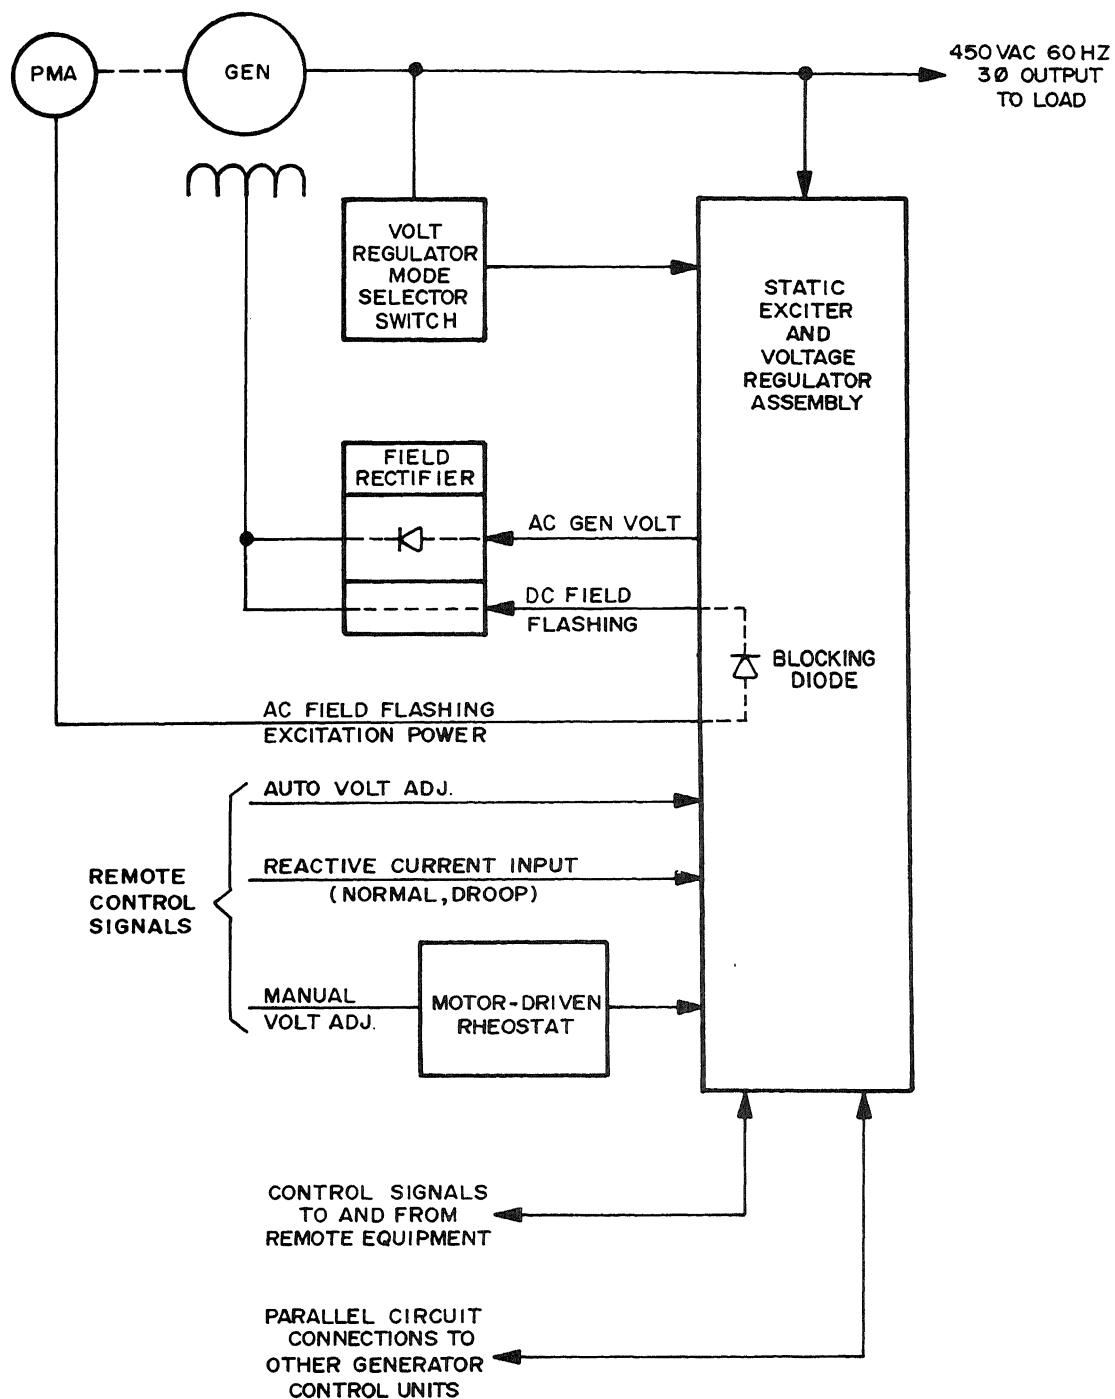 PMA
GEN
450 VAC 60 HZ
3Ø OUTPUT
TO LOAD
VOLT
REGULATOR
MODE
SELECTOR
SWITCH
STATIC
EXCITER
AND
VOLTAGE
REGULATOR
ASSEMBLY
FIELD
RECTIFIER
AC GEN VOLT
DC FIELD
FLASHING
BLOCKING
DIODE
AC FIELD FLASHING
EXCITATION POWER
AUTO VOLT ADJ.
REACTIVE CURRENT INPUT
(NORMAL, DROOP)
REMOTE
CONTROL
SIGNALS
MANUAL
VOLT ADJ.
MOTOR-DRIVEN
RHEOSTAT
CONTROL SIGNALS
TO AND FROM
REMOTE EQUIPMENT
PARALLEL CIRCUIT
CONNECTIONS TO
OTHER GENERATOR
CONTROL UNITS